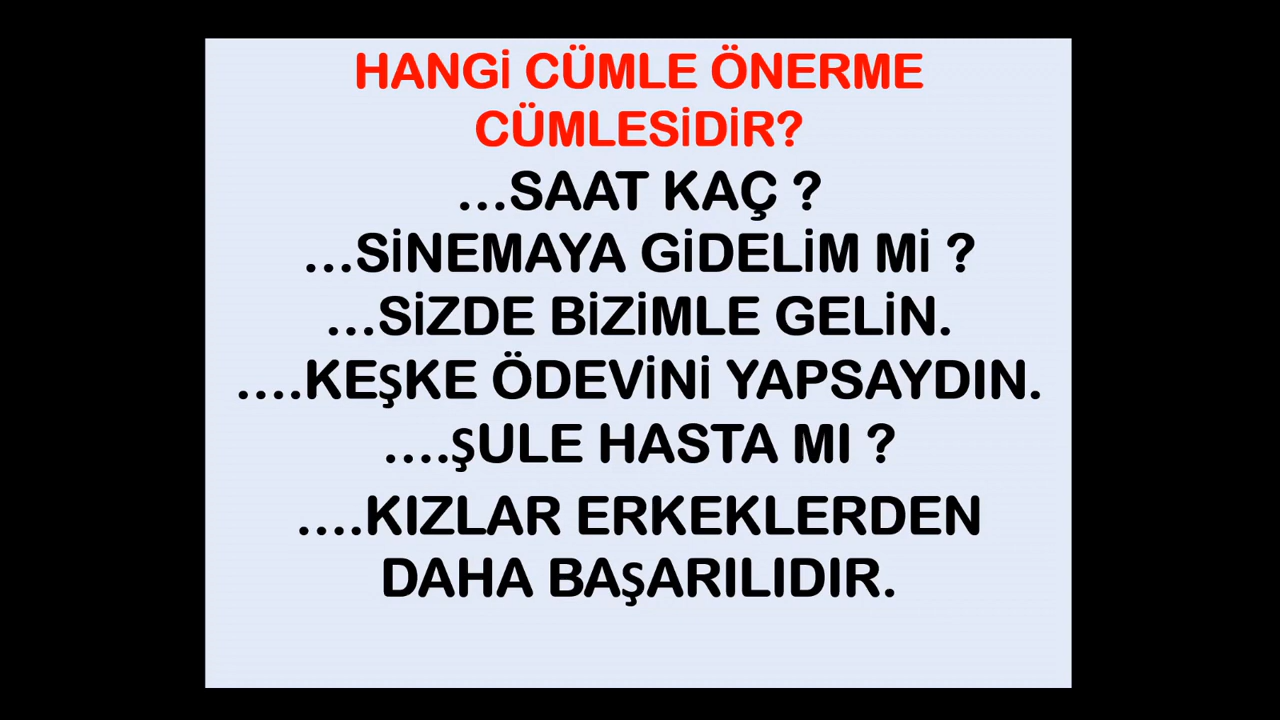 HANGİ CÜMLE ÖNERME
CÜMLESİDİR?
...SAAT KAÇ ?
...SİNEMAYA GİDELİM Mİ ?
...SİZDE BİZİMLE GELİN.
....KEŞKE ÖDEVİNİ YAPSAYDIN.
....ŞULE HASTA MI ?
....KIZLAR ERKEKLERDEN
DAHA BAŞARILIDIR.